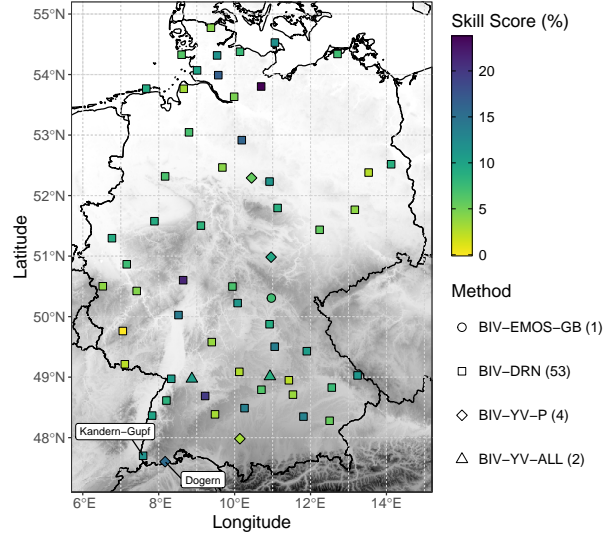 55°N
54°N
53°N
52°N
51°N
50°N
49°N
48°N
Latitude
Kandern−Gupf
Dogern
6°E 8°E 10°E 12°E 14°E
Longitude
Skill Score (%)
20
15
10
5
0
Method
BIV−EMOS−GB (1)
BIV−DRN (53)
BIV−YV−P (4)
BIV−YV−ALL (2)